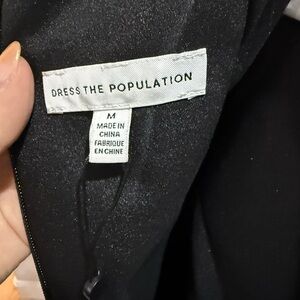 DRESS THE POPULATION
M
MADE IN
CHINA
FABRIQUE
EN CHINE